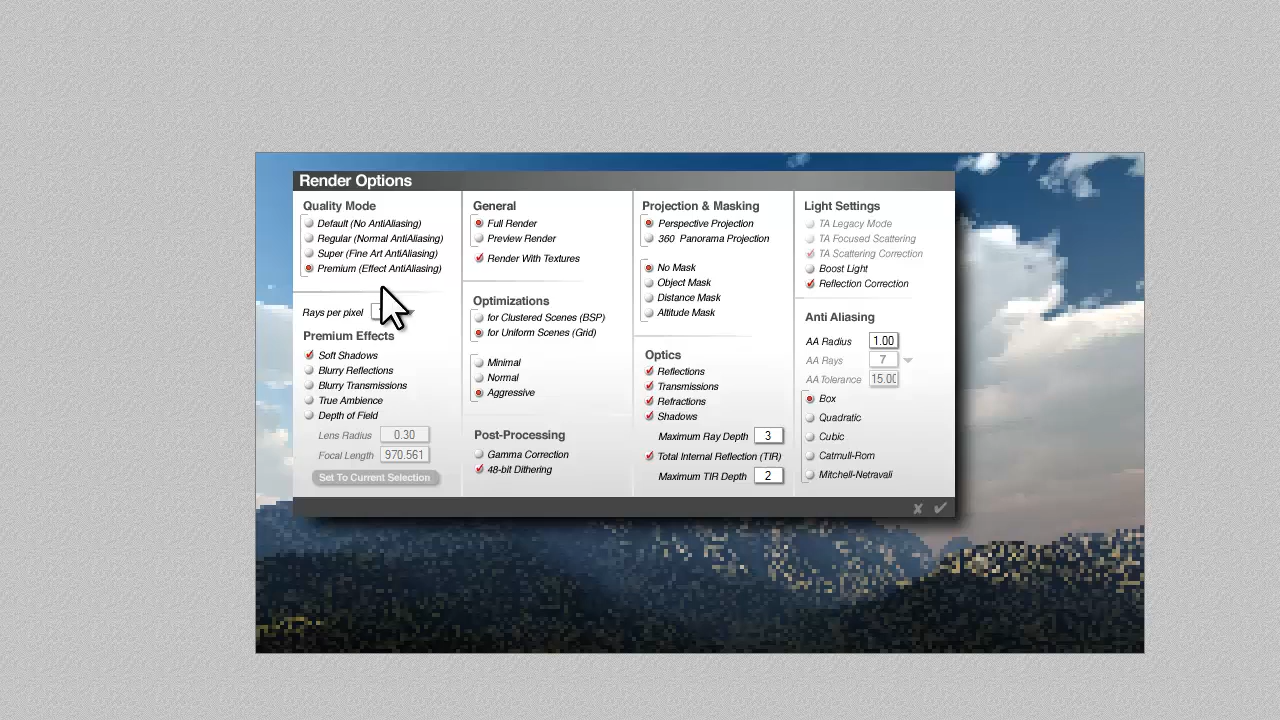 Render Options
Quality Mode
Default (No AntiAliasing)
Regular (Normal AntiAliasing)
Super (Fine Art AntiAliasing)
Premium (Effect AntiAliasing)
Rays per pixel
Premium Effects
Soft Shadows
Blurry Reflections
Blurry Transmissions
True Ambience
Depth of Field
Lens Radius 0.30
Focal Length 970.561
Set To Current Selection
General
Full Render
Preview Render
Render With Textures
Optimizations
for Clustered Scenes (BSP)
for Uniform Scenes (Grid)
Minimal
Normal
Aggressive
Post-Processing
Gamma Correction
48-bit Dithering
Projection & Masking
Perspective Projection
360 Panorama Projection
No Mask
Object Mask
Distance Mask
Altitude Mask
Optics
Reflections
Transmissions
Refractions
Shadows
Maximum Ray Depth 3
Total Internal Reflection (TIR)
Maximum TIR Depth 2
Light Settings
TA Legacy Mode
TA Focused Scattering
TA Scattering Correction
Boost Light
Reflection Correction
Anti Aliasing
AA Radius 1.00
AA Rays 7
AA Tolerance 15.00
Box
Quadratic
Cubic
Catmull-Rom
Mitchell-Netravali